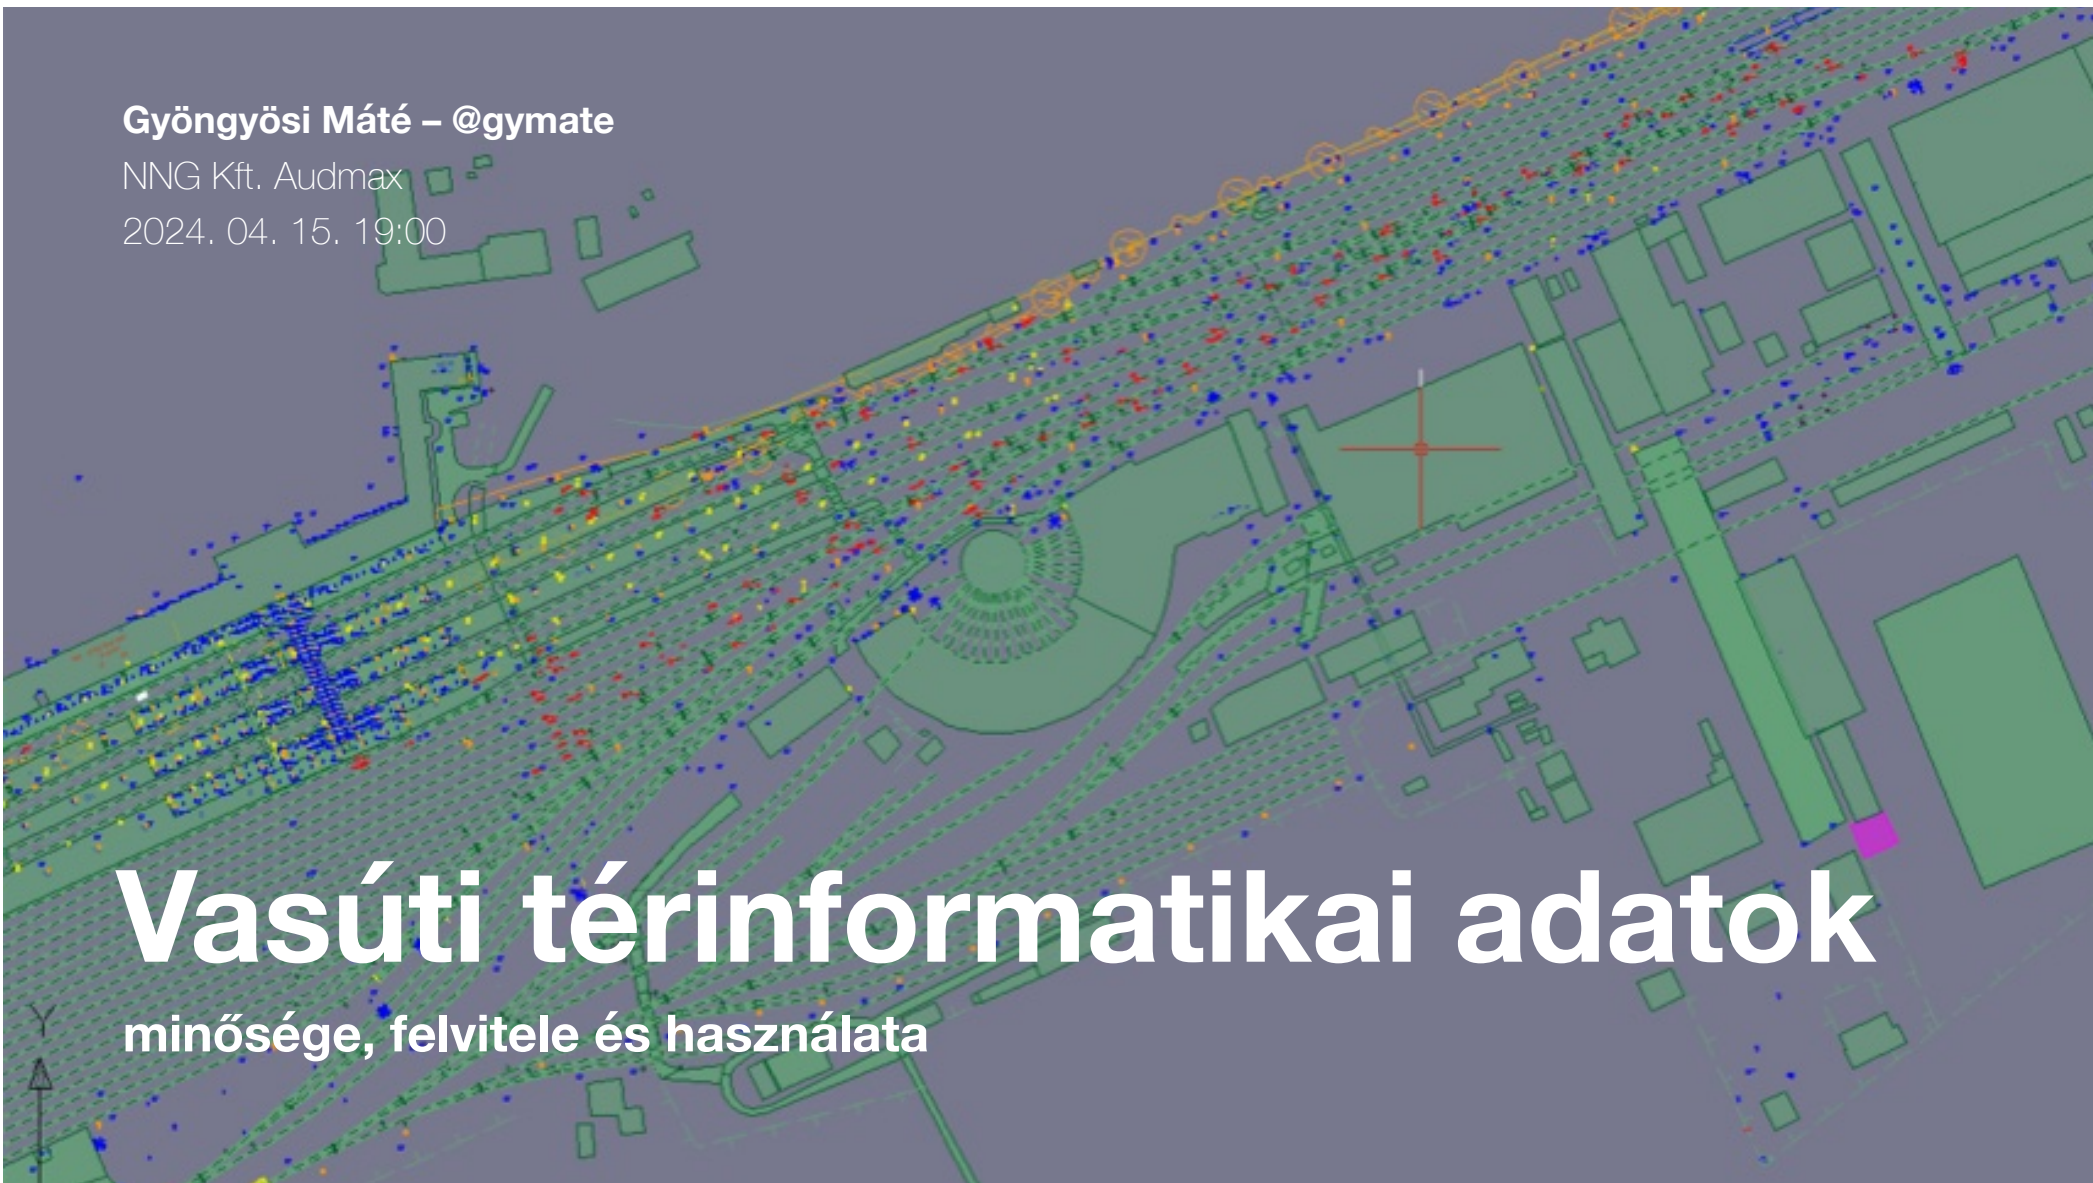 Gyöngyösi Máté – @gymate
NNG Kft. Audmax
2024. 04. 15. 19:00
Vasúti térinformatikai adatok
minősége, felvitele és használata
Y